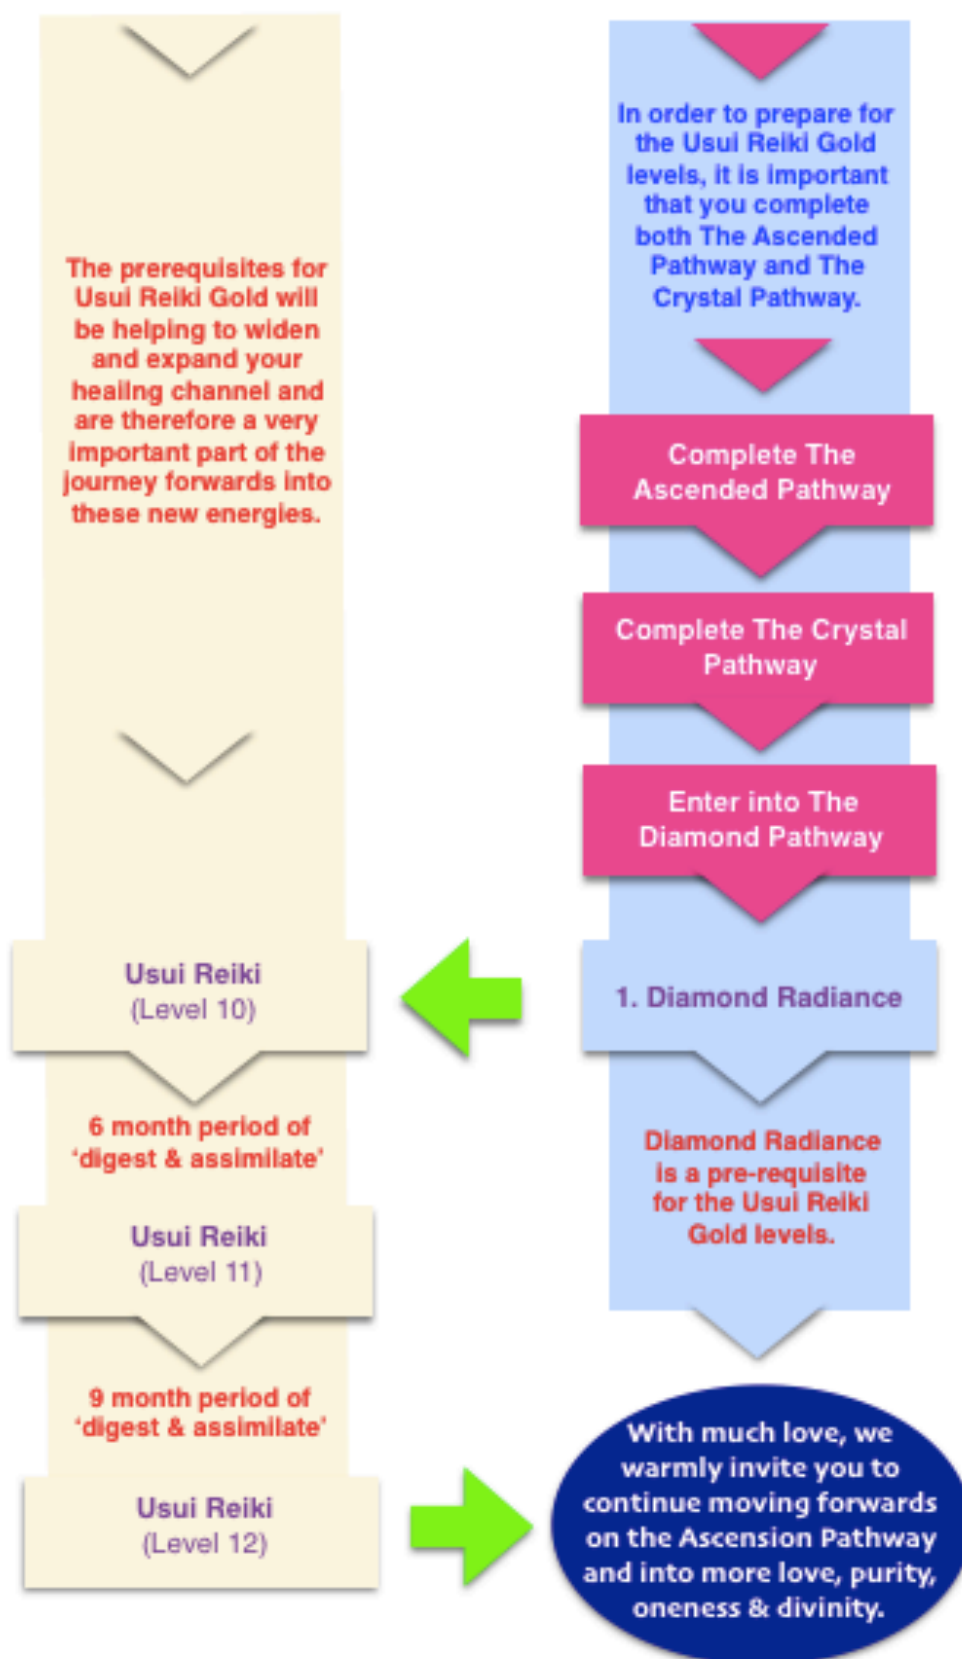 The prerequisites for
Usui Reiki Gold will
be helping to widen
and expand your
healing channel and
are therefore a very
important part of the
journey forwards into
these new energies.
Usui Reiki
(Level 10)
6 month period of
‘digest & assimilate’
Usui Reiki
(Level 11)
9 month period of
‘digest & assimilate’
Usui Reiki
(Level 12)
In order to prepare for
the Usui Reiki Gold
levels, it is important
that you complete
both The Ascended
Pathway and The
Crystal Pathway.
Complete The
Ascended Pathway
Complete The Crystal
Pathway
Enter into The
Diamond Pathway
1. Diamond Radiance
Diamond Radiance
is a pre-requisite
for the Usui Reiki
Gold levels.
With much love, we
warmly invite you to
continue moving forwards
on the Ascension Pathway
and into more love, purity,
oneness & divinity.